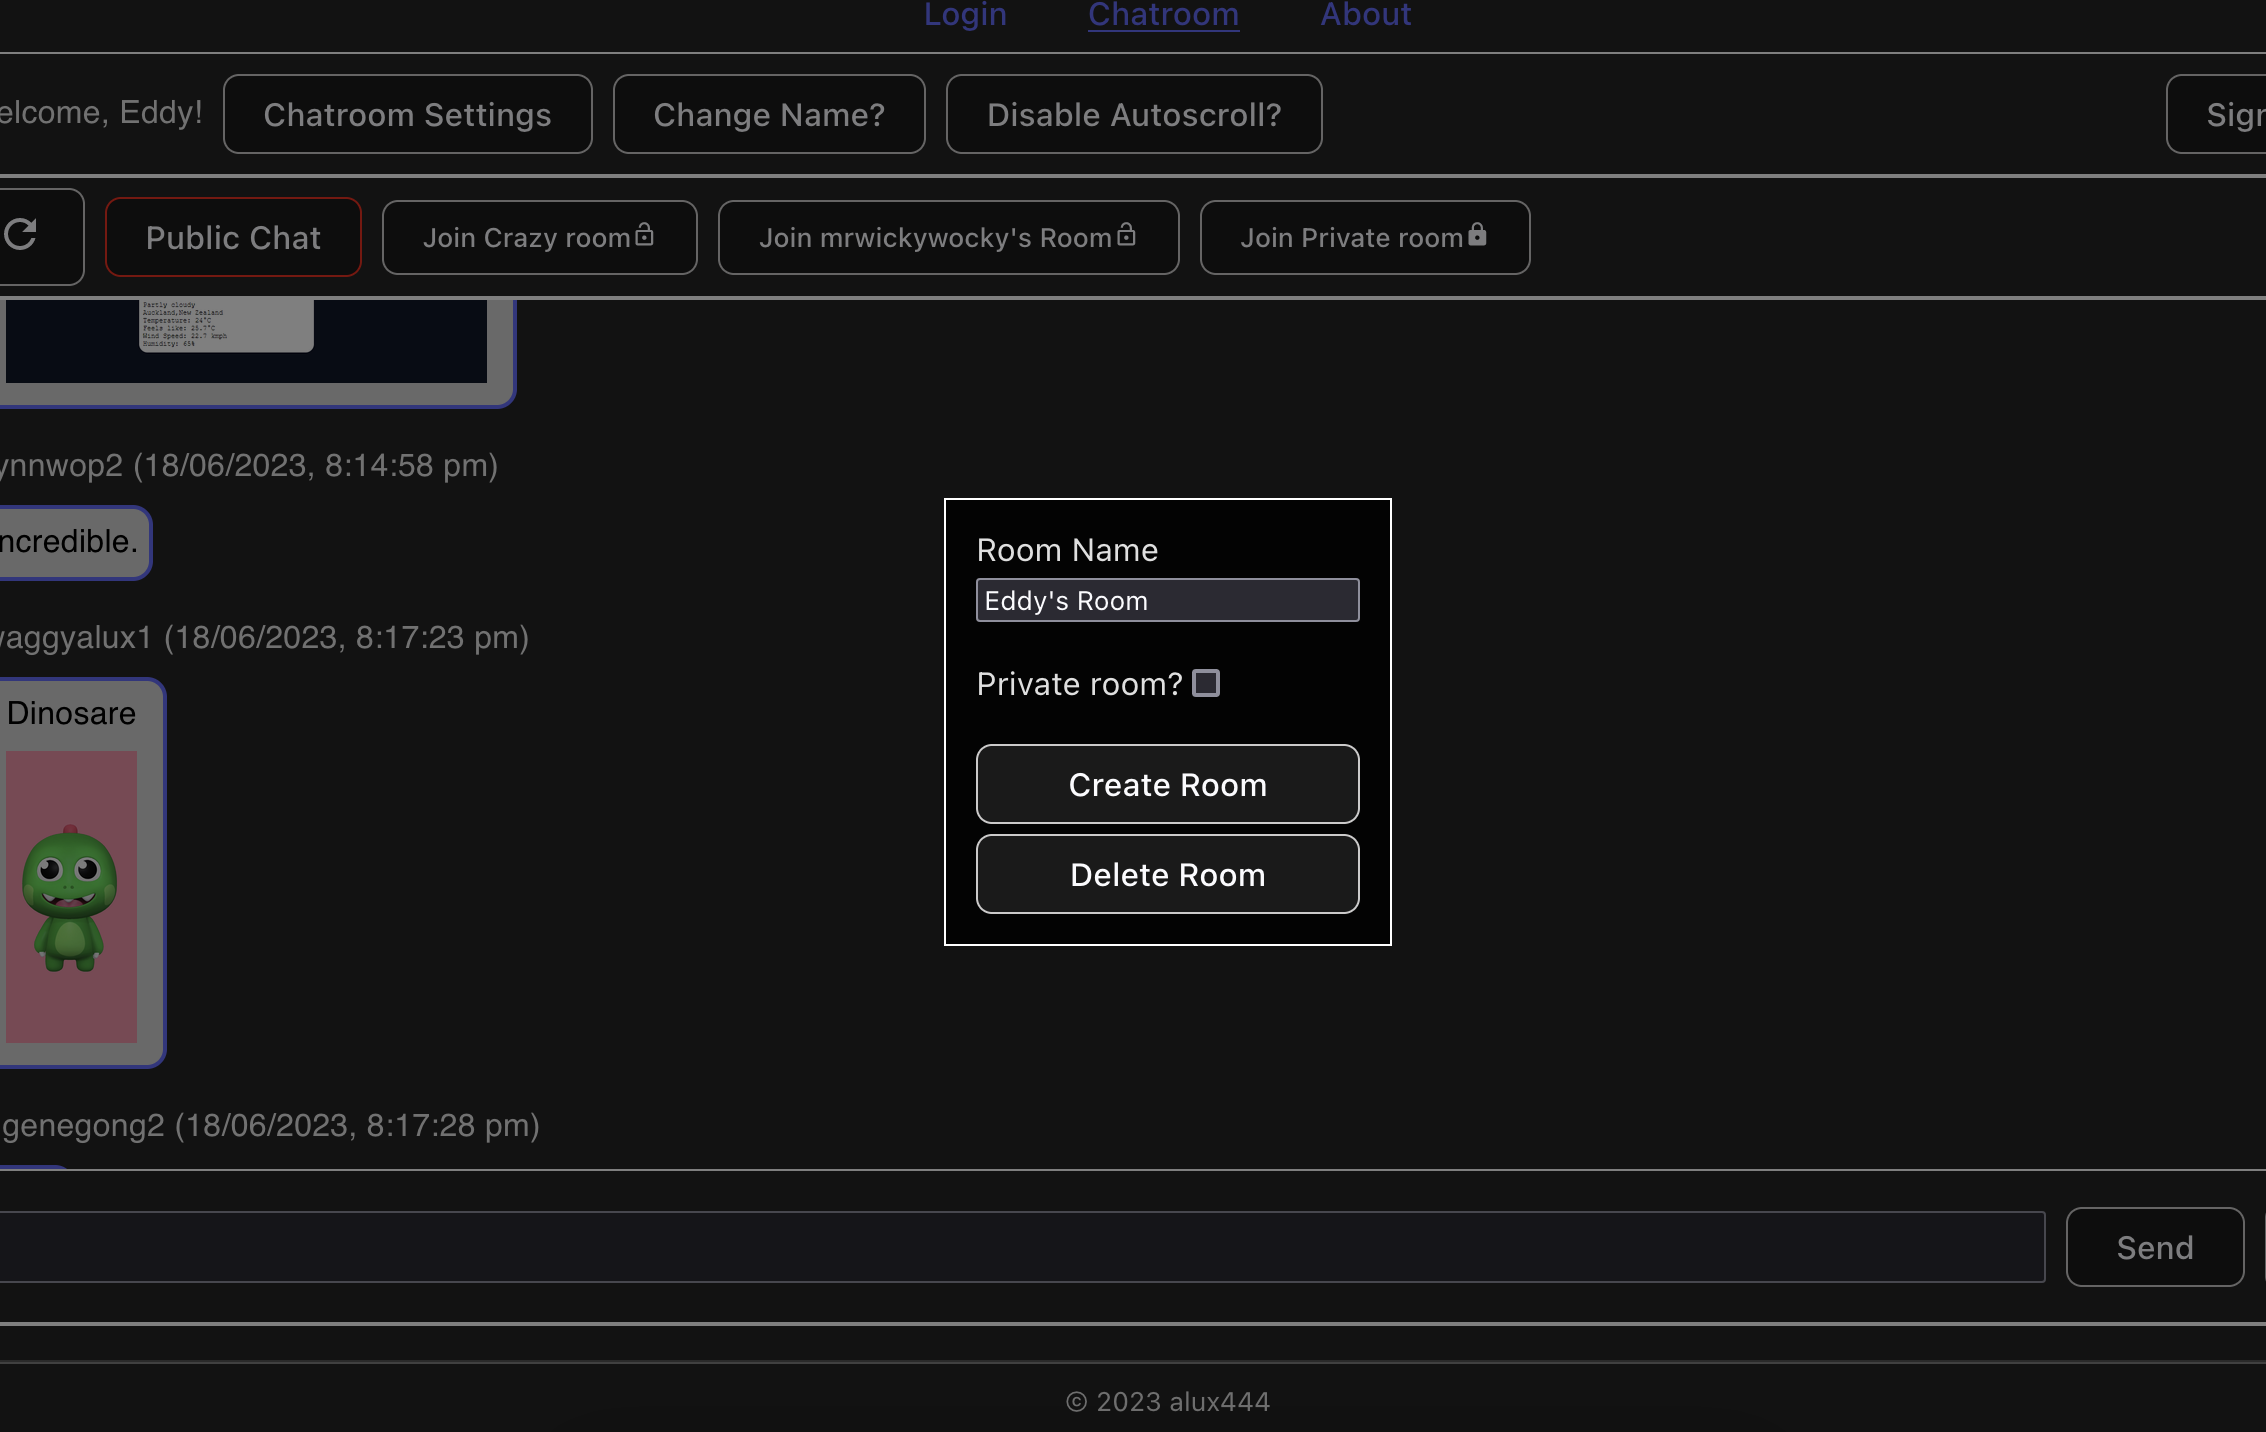 Login Chatroom About
elcome, Eddy! Chatroom Settings Change Name? Disable Autoscroll? Sign
Public Chat Join Crazy room Join mrwickywocky's Room Join Private room
Partly cloudy
Auckland,New Zealand
Temperature: 24°C
Feels like: 25.7°C
Wind Speed: 22.7 kmph
Humidity: 65%
ynnwop2 (18/06/2023, 8:14:58 pm)
ncredible.
waggyalux1 (18/06/2023, 8:17:23 pm)
Dinosare
genegong2 (18/06/2023, 8:17:28 pm)
Room Name
Eddy's Room
Private room?
Create Room
Delete Room
Send
© 2023 alux444